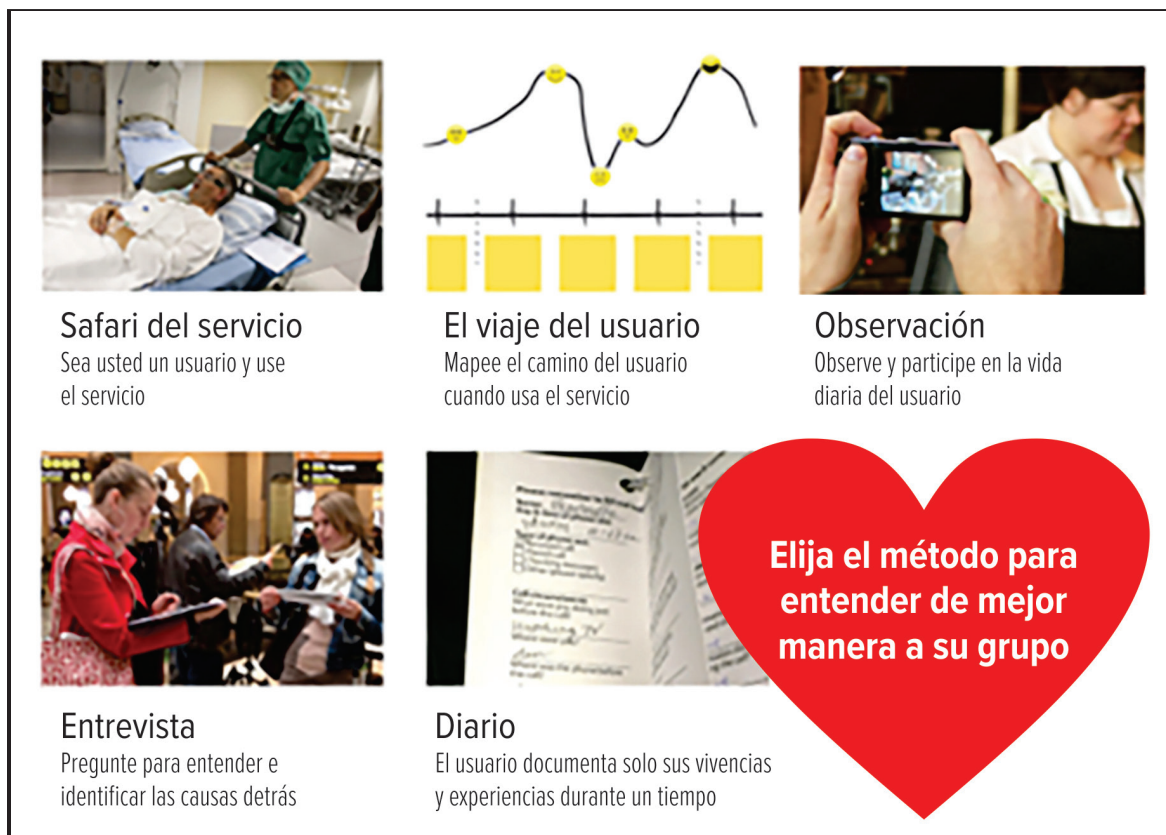 Safari del servicio
Sea usted un usuario y use
el servicio
El viaje del usuario
Mapee el camino del usuario
cuando usa el servicio
Observación
Observe y participe en la vida
diaria del usuario
Entrevista
Pregunte para entender e
identificar las causas detrás
Diario
El usuario documenta solo sus vivencias
y experiencias durante un tiempo
Elija el método para
entender de mejor
manera a su grupo